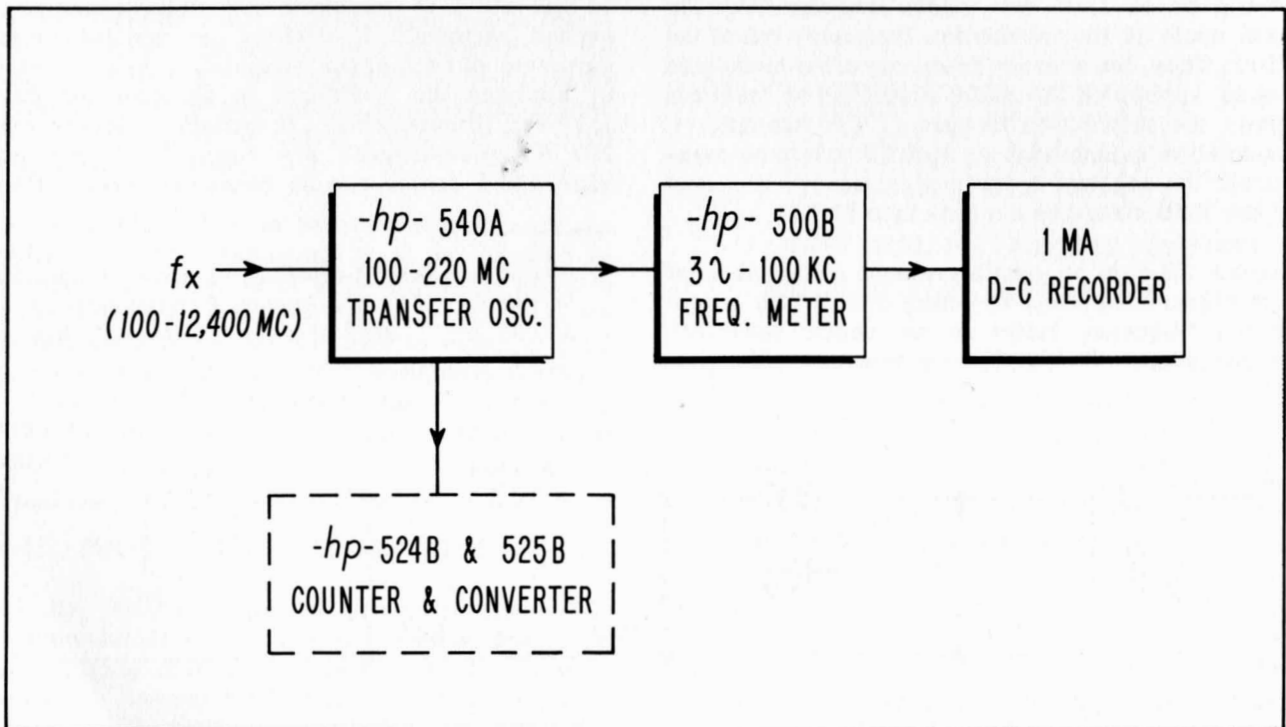 -hp- 540A
100-220 MC
TRANSFER OSC.
-hp- 500B
3∿ - 100 KC
FREQ. METER
1 MA
D-C RECORDER
fx
(100-12,400 MC)
-hp- 524B & 525B
COUNTER & CONVERTER